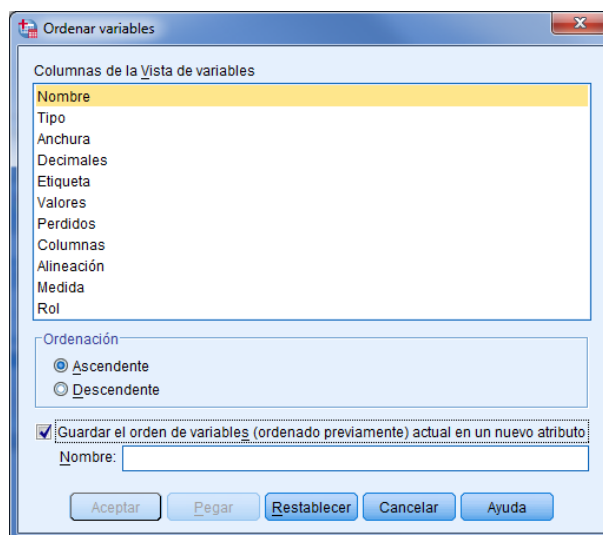 Ordenar variables
Columnas de la Vista de variables
Nombre
Tipo
Anchura
Decimales
Etiqueta
Valores
Perdidos
Columnas
Alineación
Medida
Rol
Ordenación
Ascendente
Descendente
Guardar el orden de variables (ordenado previamente) actual en un nuevo atributo
Nombre:
Aceptar Pegar Restablecer Cancelar Ayuda